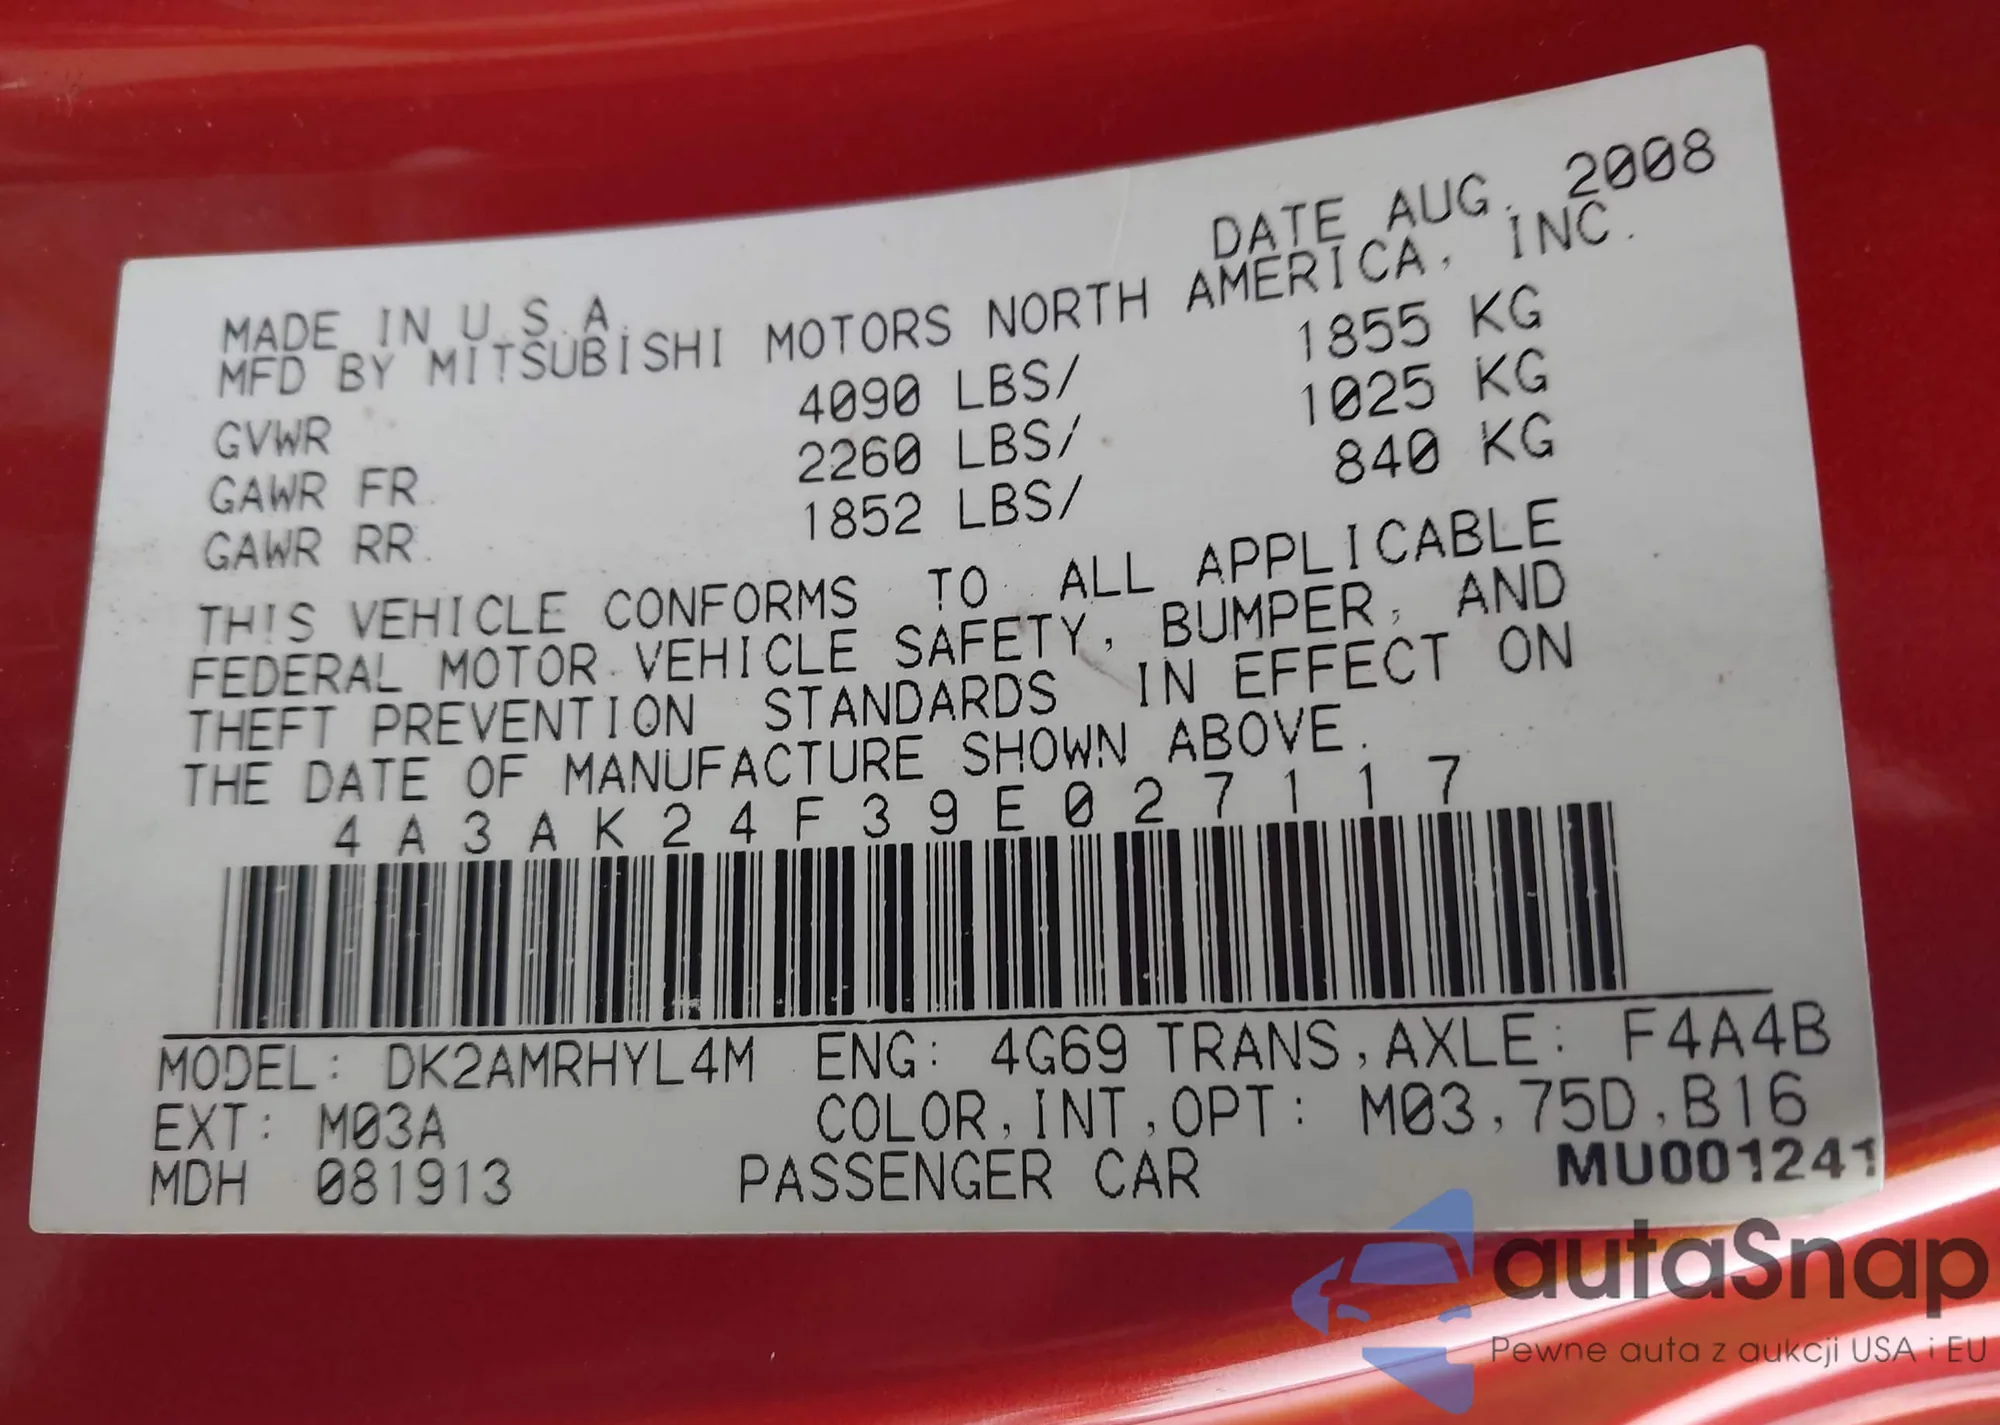 DATE AUG. 2008
MADE IN U.S.A.
MFD BY MITSUBISHI MOTORS NORTH AMERICA, INC.
GVWR 4090 LBS/ 1855 KG
GAWR FR. 2260 LBS/ 1025 KG
GAWR RR. 1852 LBS/ 840 KG
THIS VEHICLE CONFORMS TO ALL APPLICABLE
FEDERAL MOTOR VEHICLE SAFETY, BUMPER, AND
THEFT PREVENTION STANDARDS IN EFFECT ON
THE DATE OF MANUFACTURE SHOWN ABOVE.
4A3AK24F39E027117
MODEL: DK2AMRHYL4M ENG: 4G69 TRANS,AXLE: F4A4B
EXT: M03A COLOR,INT,OPT: M03,75D,B16
MDH 081913 PASSENGER CAR MU001241
autaSnap
Pewne auta z aukcji USA i EU